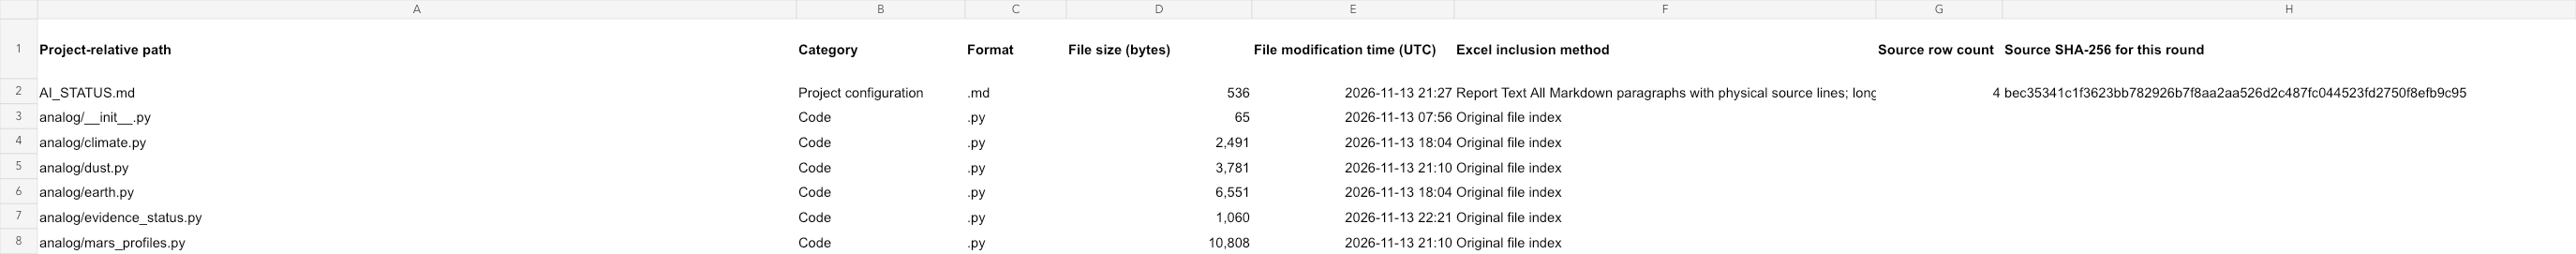 A B C D E F G H
1 Project-relative path Category Format File size (bytes) File modification time (UTC) Excel inclusion method Source row count Source SHA-256 for this round
2 AI_STATUS.md Project configuration .md 536 2026-11-13 21:27 Report Text All Markdown paragraphs with physical source lines; long 4 bec35341c1f3623bb782926b7f8aa2aa526d2c487fc044523fd2750f8efb9c95
3 analog/__init__.py Code .py 65 2026-11-13 07:56 Original file index
4 analog/climate.py Code .py 2,491 2026-11-13 18:04 Original file index
5 analog/dust.py Code .py 3,781 2026-11-13 21:10 Original file index
6 analog/earth.py Code .py 6,551 2026-11-13 18:04 Original file index
7 analog/evidence_status.py Code .py 1,060 2026-11-13 22:21 Original file index
8 analog/mars_profiles.py Code .py 10,808 2026-11-13 21:10 Original file index